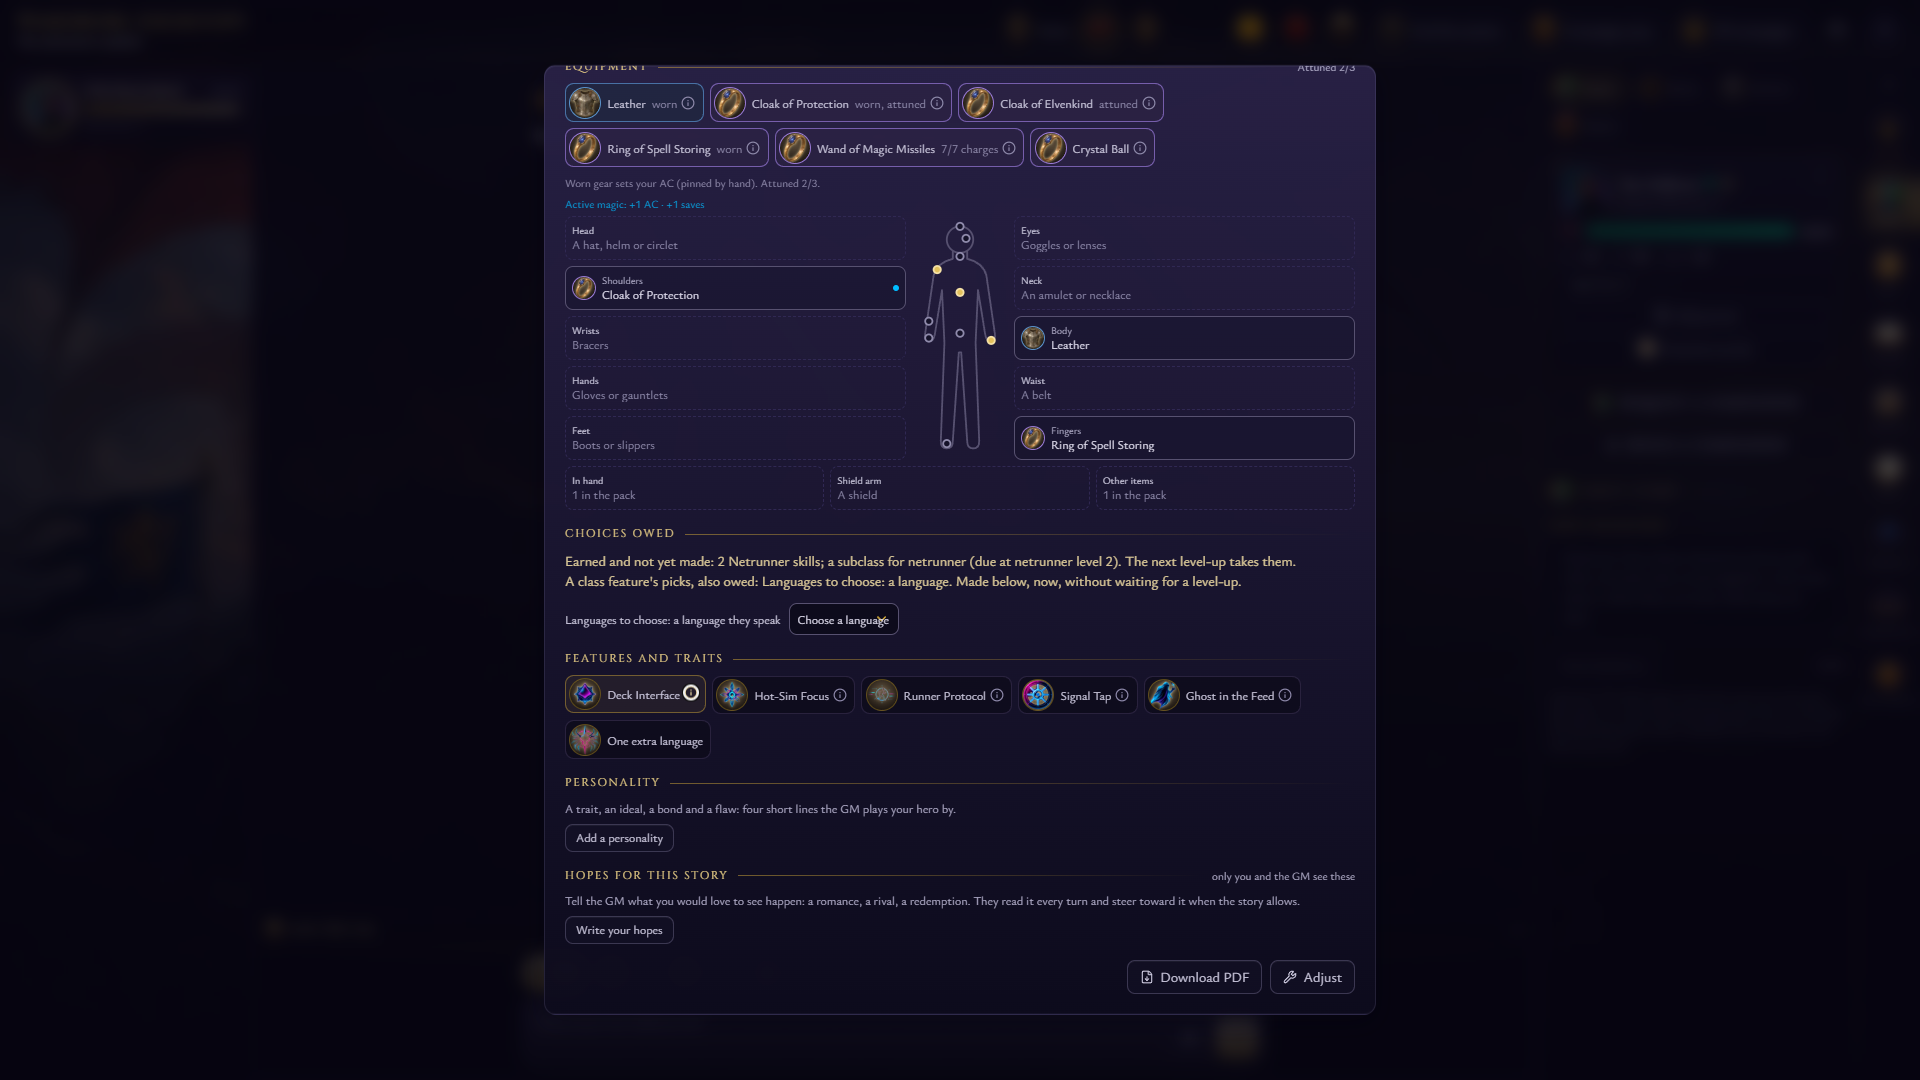 EQUIPMENT
Attuned 2/3
Leather worn
Cloak of Protection worn, attuned
Cloak of Elvenkind attuned
Ring of Spell Storing worn
Wand of Magic Missiles 7/7 charges
Crystal Ball
Worn gear sets your AC (pinned by hand). Attuned 2/3.
Active magic: +1 AC · +1 saves
Head
A hat, helm or circlet
Eyes
Goggles or lenses
Shoulders
Cloak of Protection
Neck
An amulet or necklace
Wrists
Bracers
Body
Leather
Hands
Gloves or gauntlets
Waist
A belt
Feet
Boots or slippers
Fingers
Ring of Spell Storing
In hand
1 in the pack
Shield arm
A shield
Other items
1 in the pack
CHOICES OWED
Earned and not yet made: 2 Netrunner skills; a subclass for netrunner (due at netrunner level 2). The next level-up takes them.
A class feature's picks, also owed: Languages to choose: a language. Made below, now, without waiting for a level-up.
Languages to choose: a language they speak
Choose a language
FEATURES AND TRAITS
Deck Interface
Hot-Sim Focus
Runner Protocol
Signal Tap
Ghost in the Feed
One extra language
PERSONALITY
A trait, an ideal, a bond and a flaw: four short lines the GM plays your hero by.
Add a personality
HOPES FOR THIS STORY
only you and the GM see these
Tell the GM what you would love to see happen: a romance, a rival, a redemption. They read it every turn and steer toward it when the story allows.
Write your hopes
Download PDF
Adjust